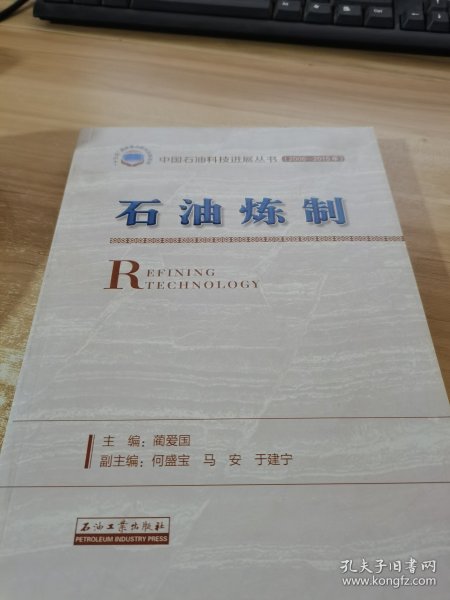 中国石油科技进展丛书（2006—2015年）
石油炼制
REFINING
TECHNOLOGY
主 编：蔺爱国
副主编：何盛宝 马 安 于建宁
石油工业出版社
PETROLEUM INDUSTRY PRESS
孔夫子旧书网
www.kongfz.com